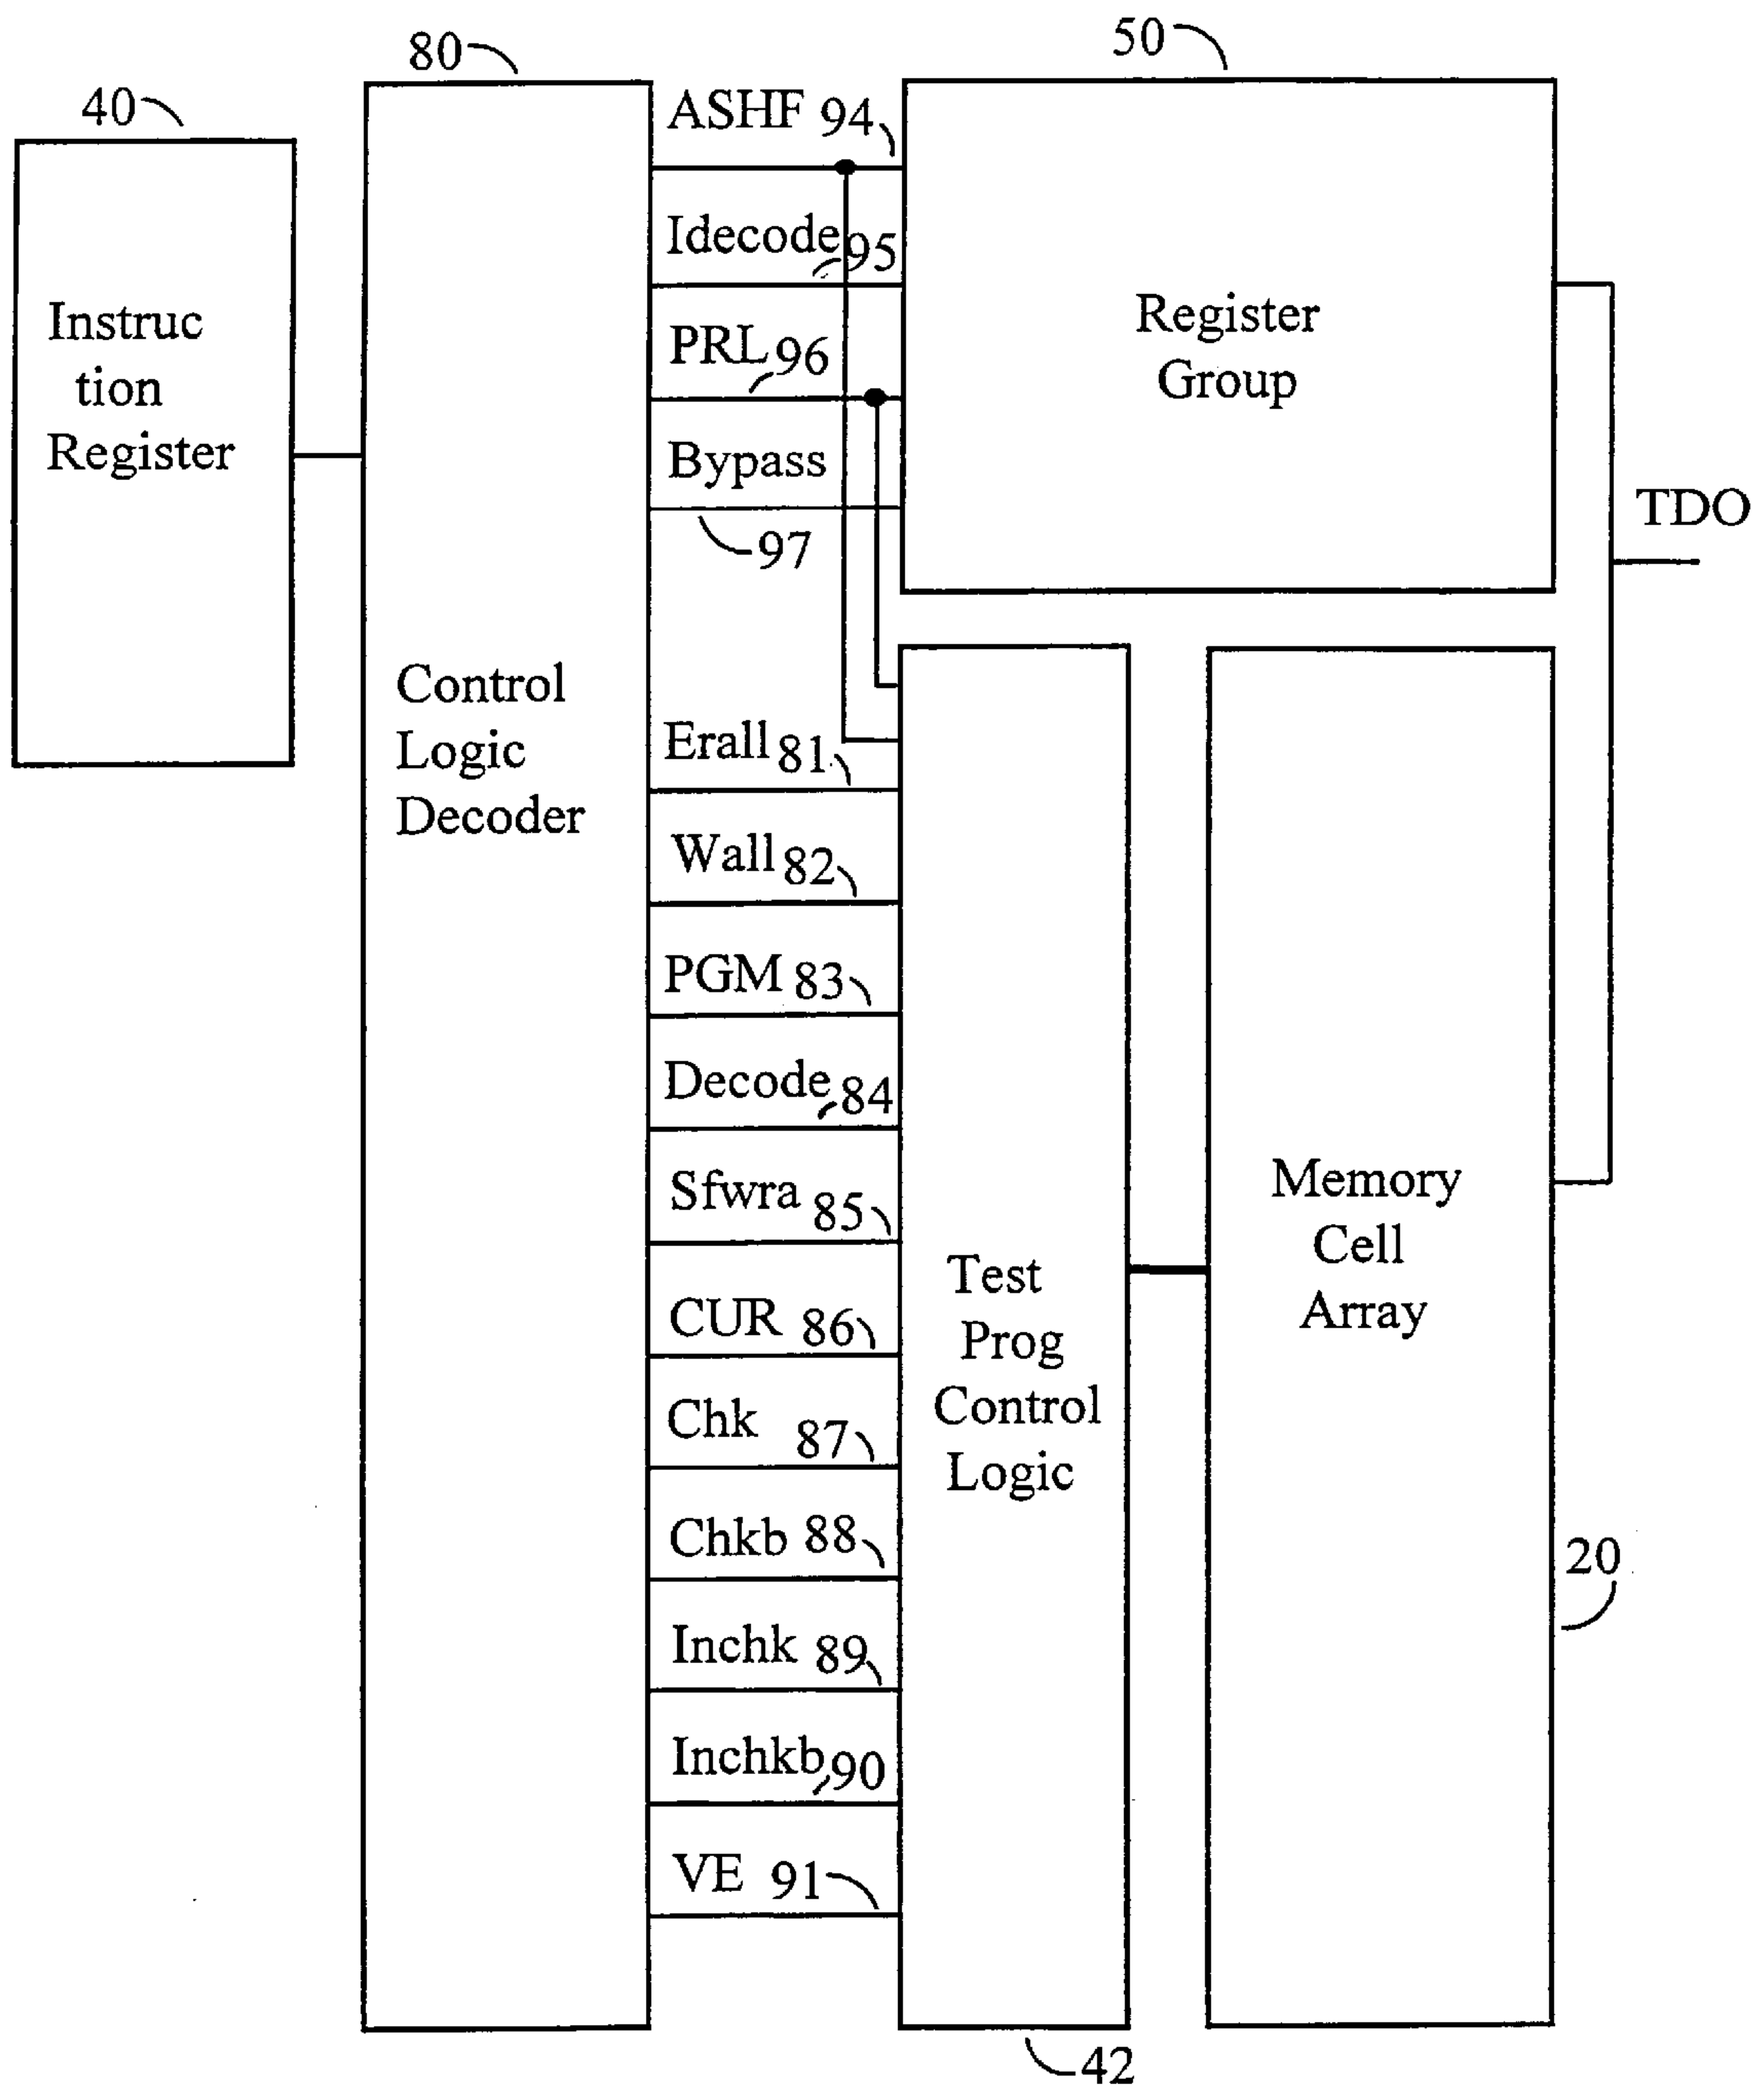 80
50
40
ASHF 94
Idecode 95
Instruc
tion
Register
PRL 96
Register
Group
Bypass
97
TDO
Control
Logic
Decoder
Erall 81
Wall 82
PGM 83
Decode 84
Sfwra 85
CUR 86
Chk 87
Chkb 88
Inchk 89
Inchkb 90
VE 91
Test
Prog
Control
Logic
Memory
Cell
Array
20
42